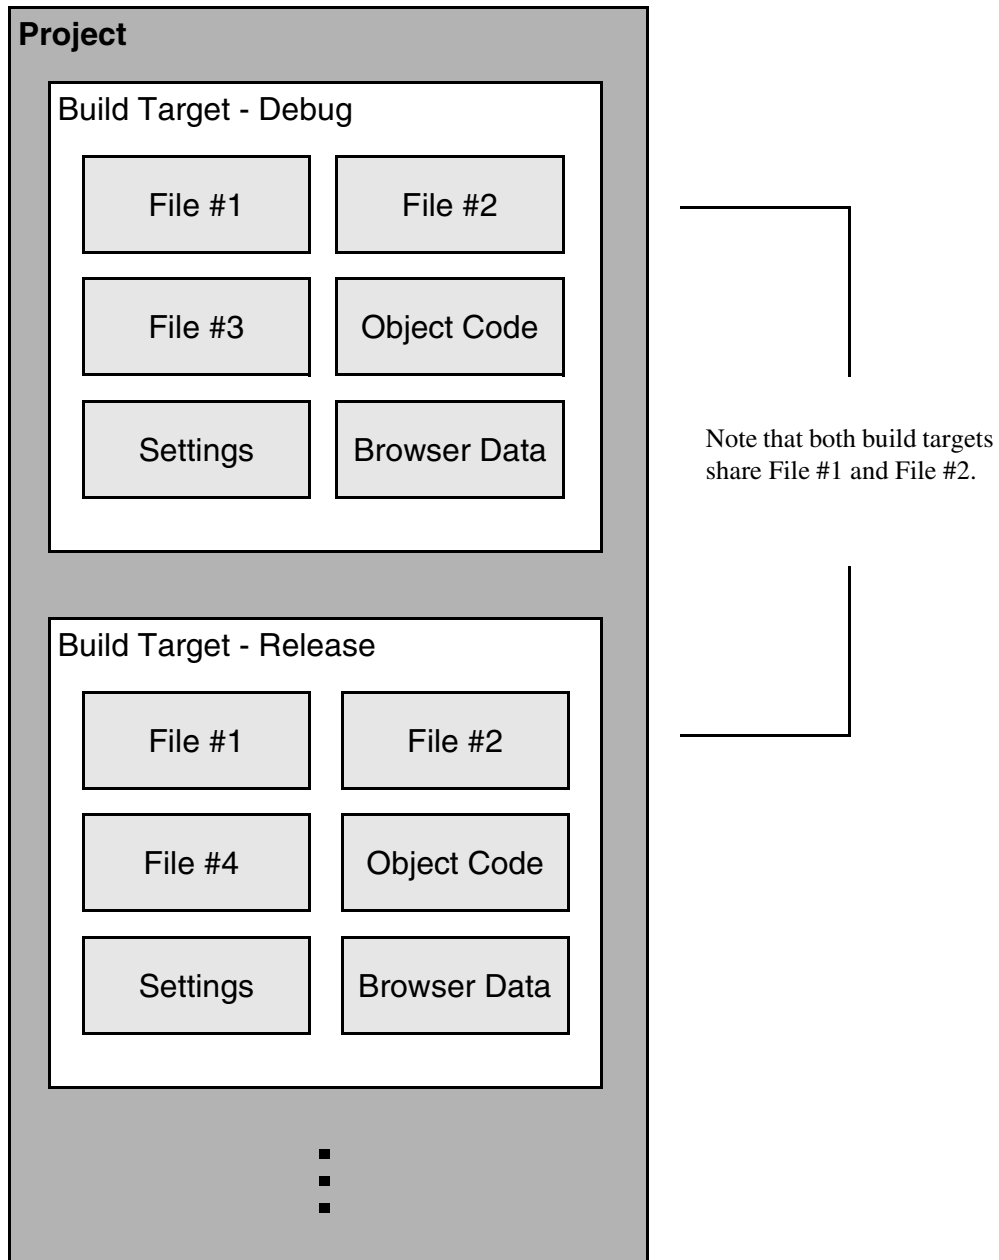 Project
Build Target - Debug
File #1
File #2
File #3
Object Code
Settings
Browser Data
Note that both build targets
share File #1 and File #2.
Build Target - Release
File #1
File #2
File #4
Object Code
Settings
Browser Data